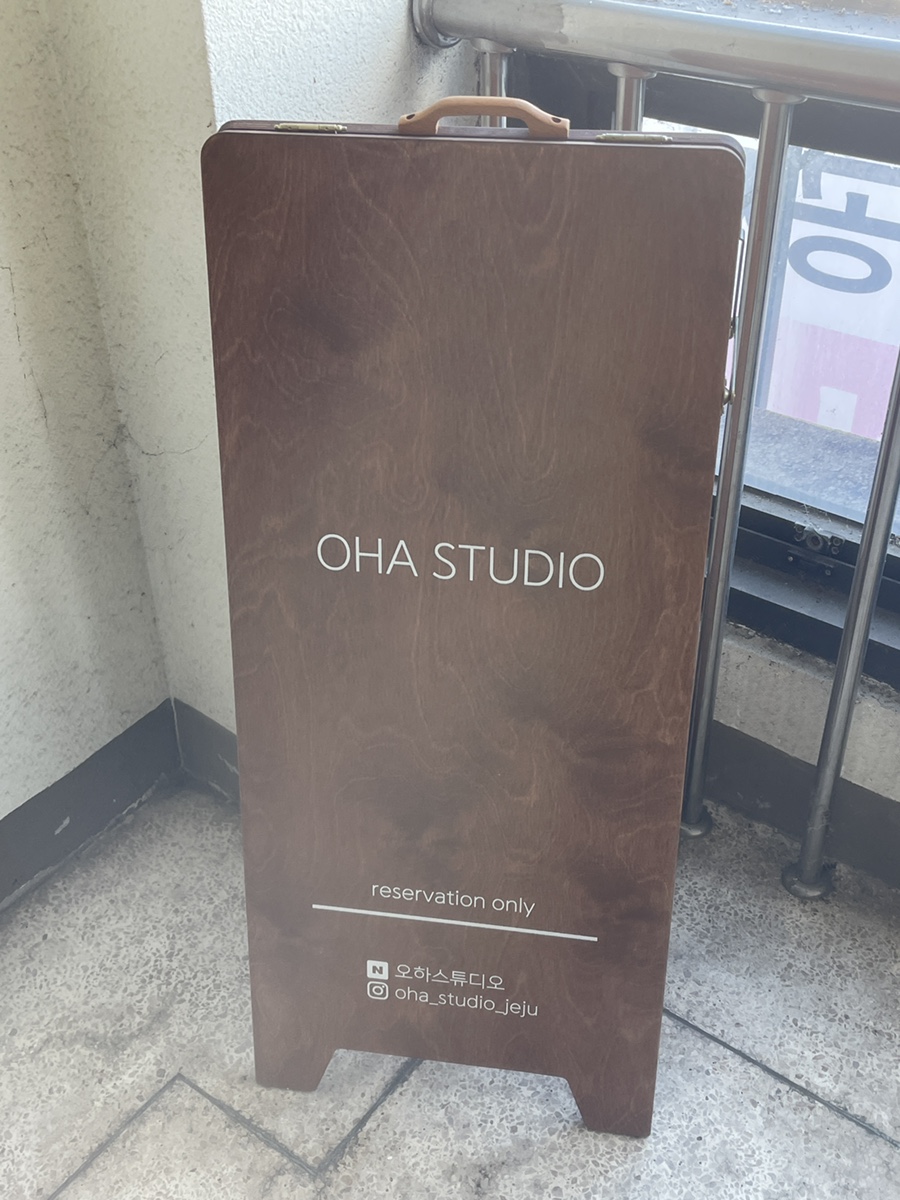 OHA STUDIO
reservation only
N 오하스튜디오
oha_studio_jeju